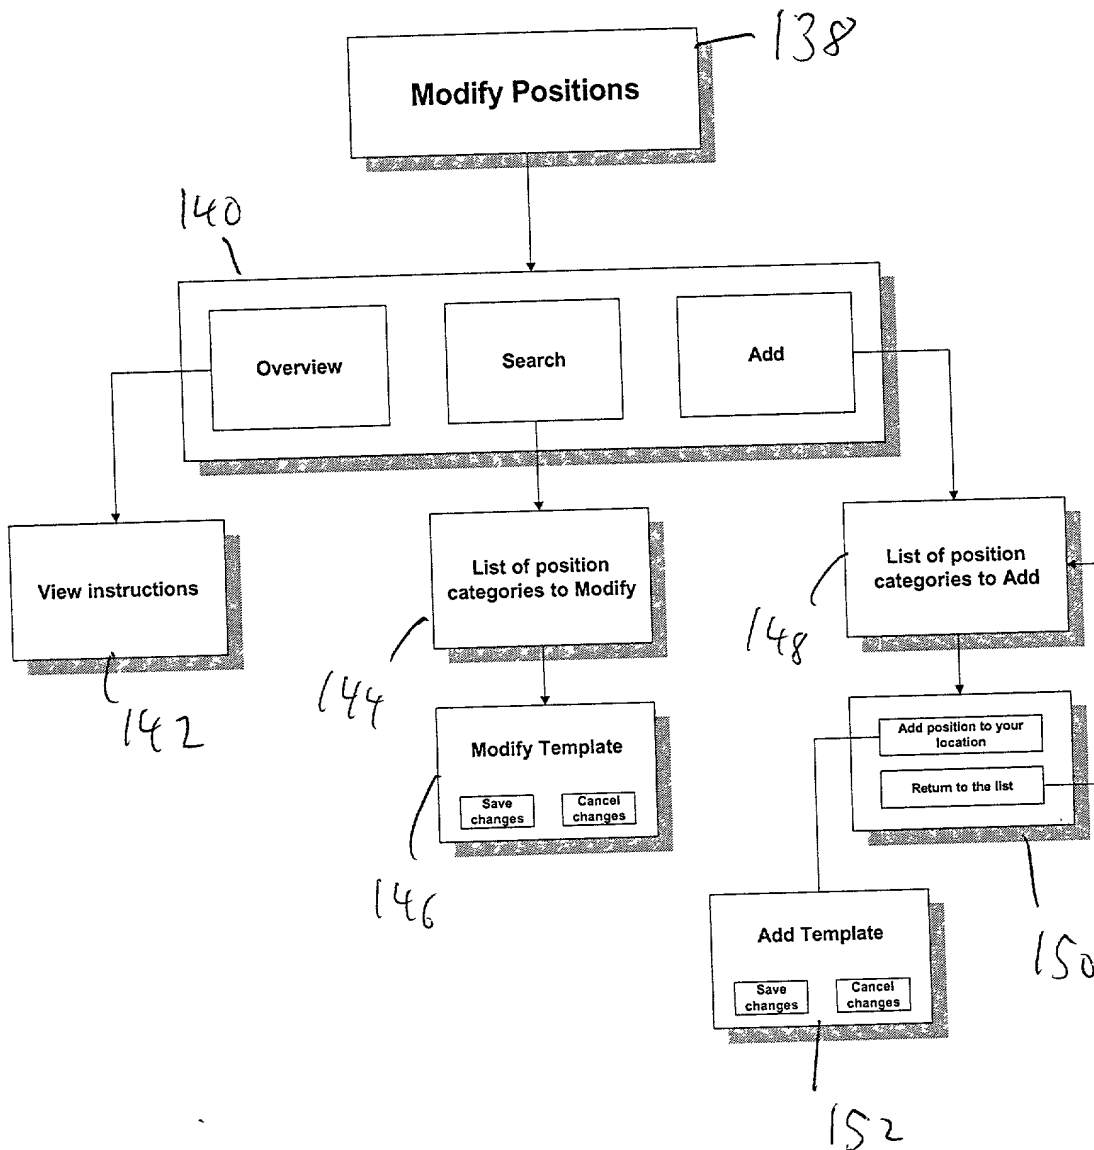 138
Modify Positions
140
Overview
Search
Add
View instructions
List of position
categories to Modify
List of position
categories to Add
142
144
148
Modify Template
Save
changes
Cancel
changes
146
Add position to your
location
Return to the list
150
Add Template
Save
changes
Cancel
changes
152